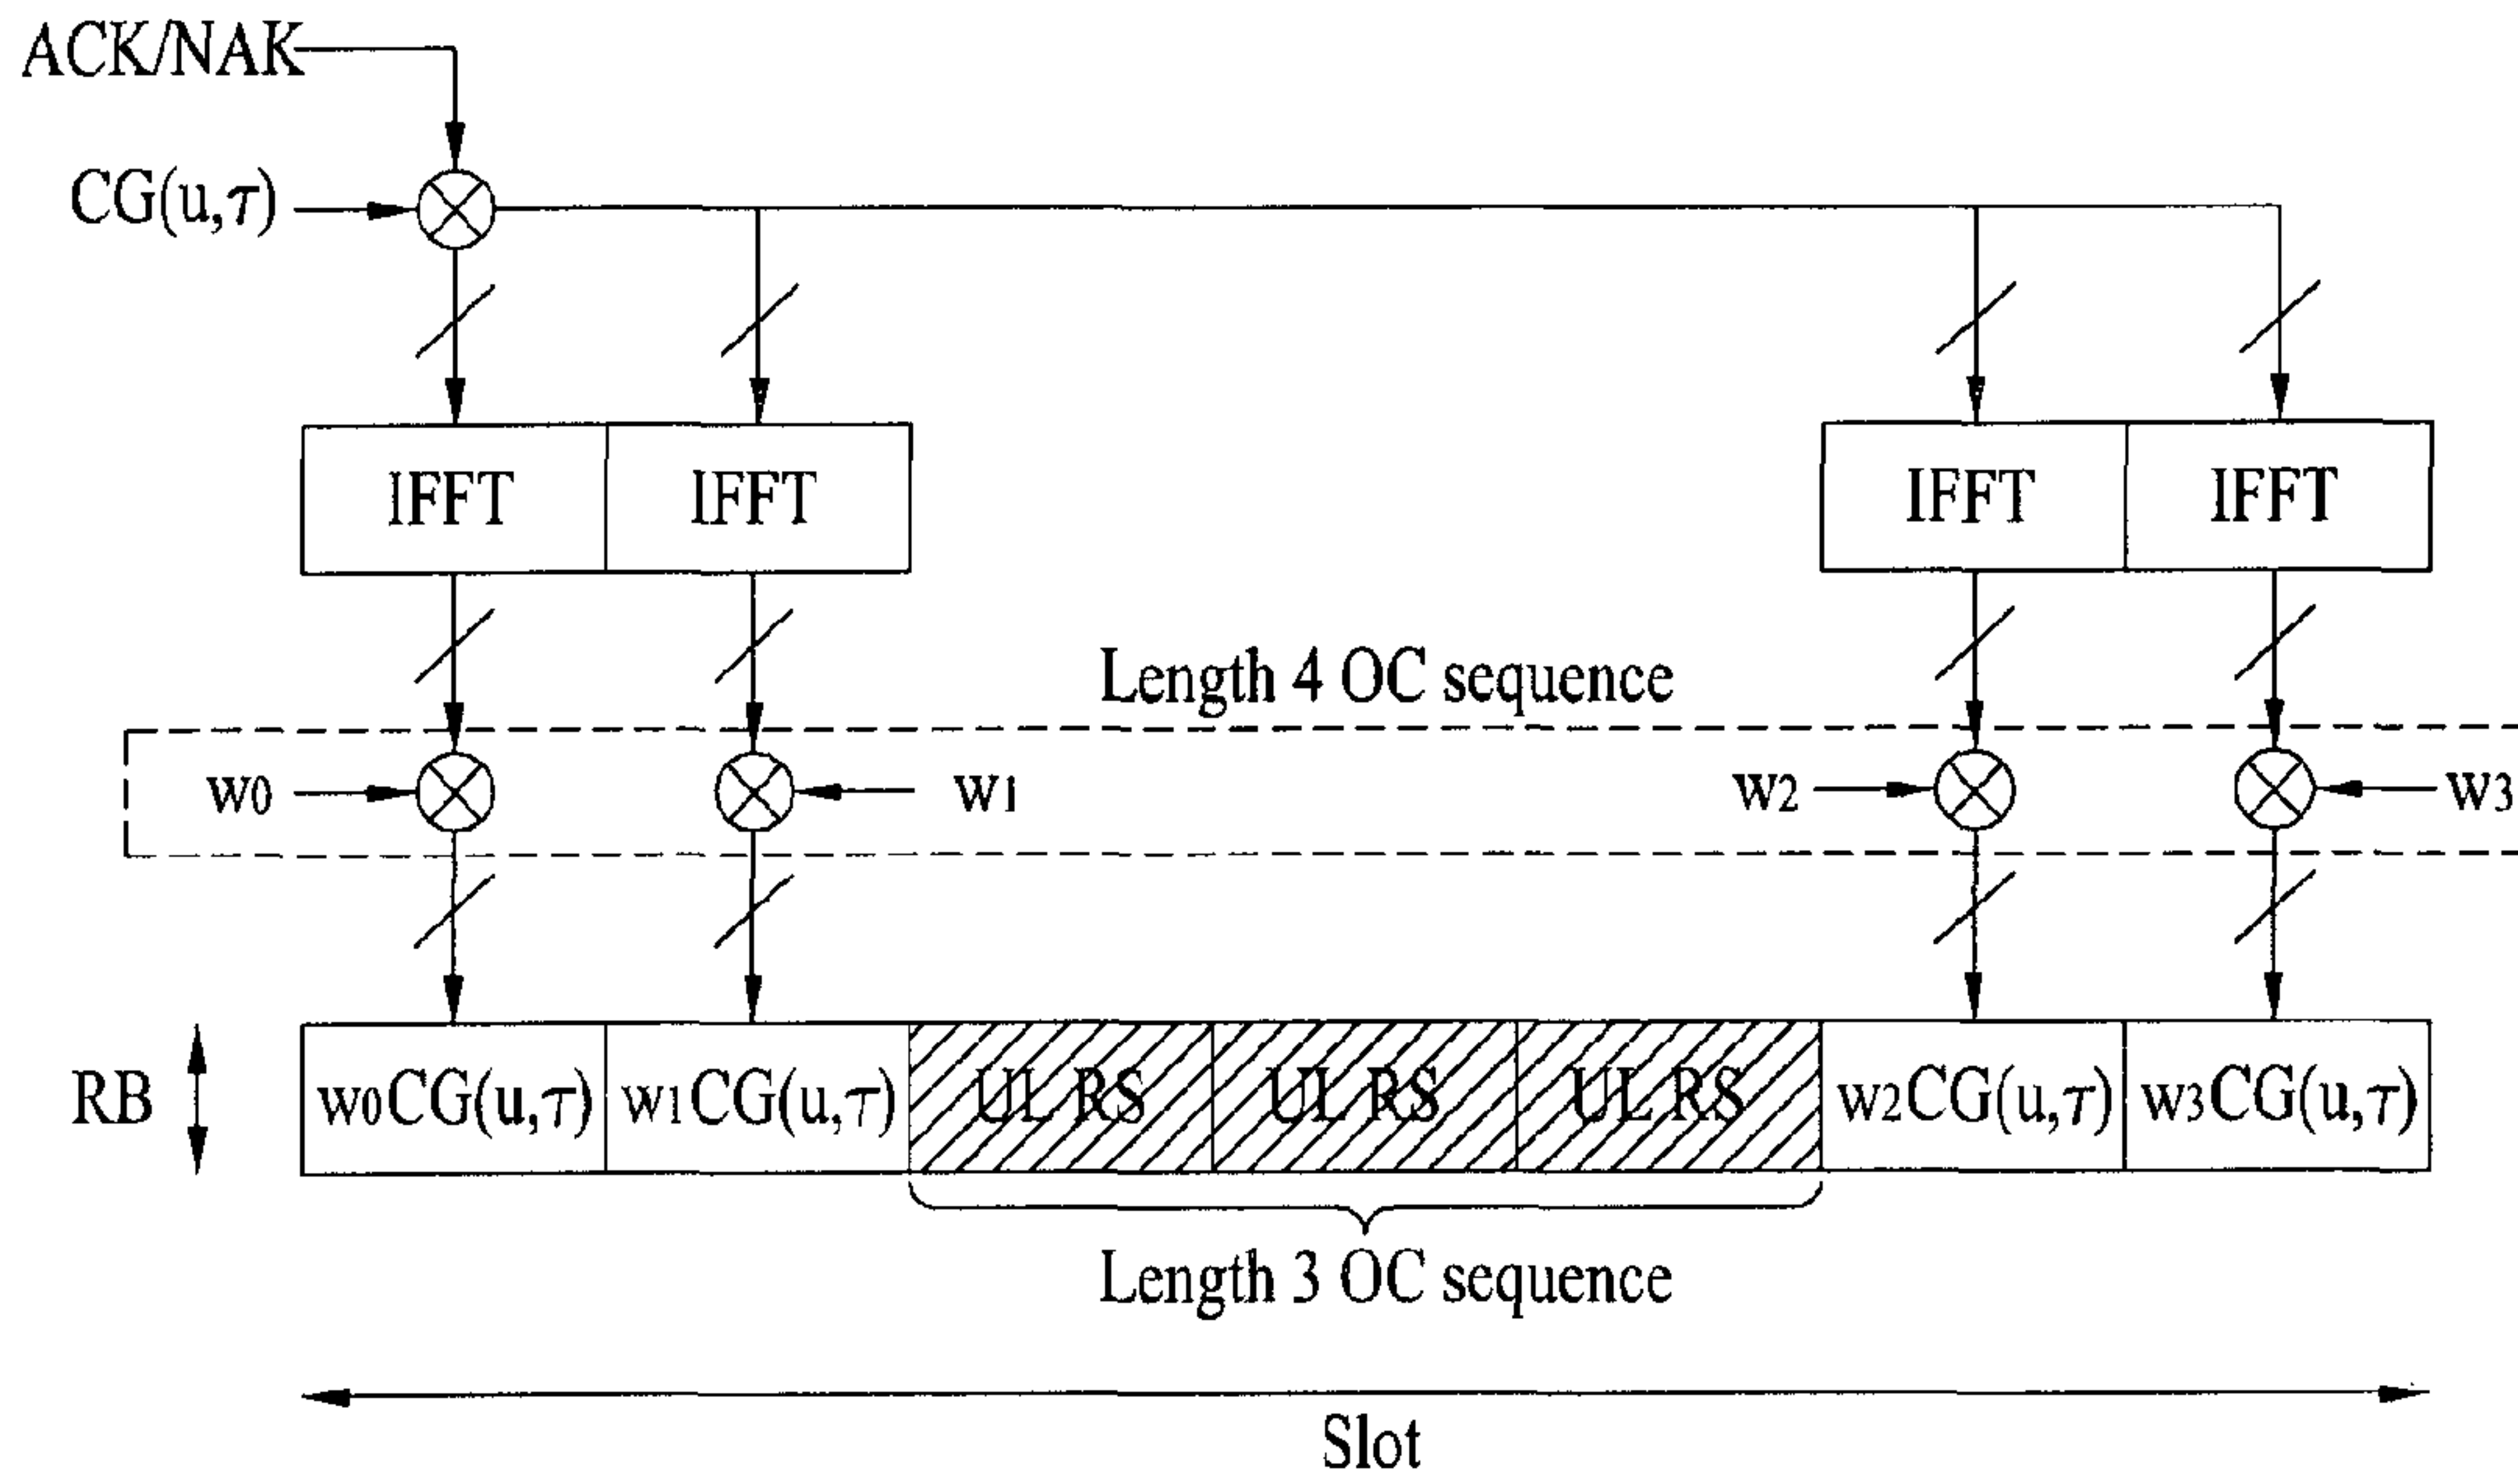 ACK/NAK
CG(u,τ)
IFFT IFFT IFFT IFFT
Length 4 OC sequence
w0 w1 w2 w3
RB w0CG(u,τ) w1CG(u,τ) UL RS UL RS UL RS w2CG(u,τ) w3CG(u,τ)
Length 3 OC sequence
Slot